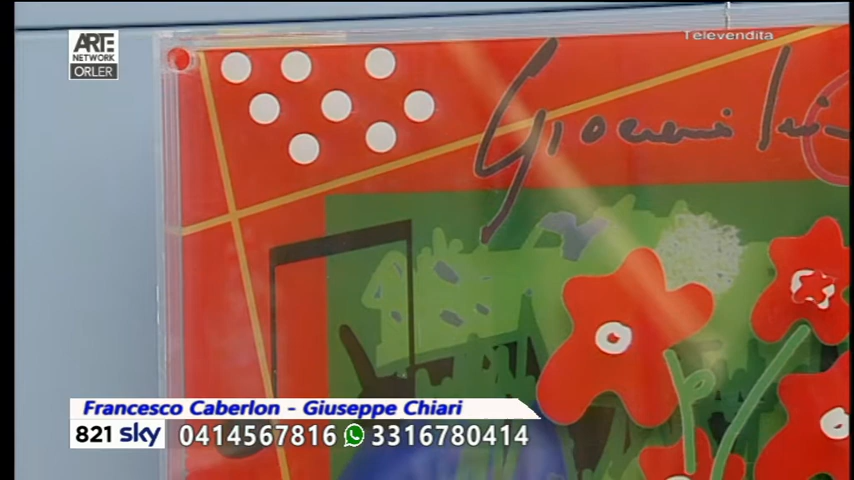 ARTE
NETWORK
ORLER
Televendita
Francesco Caberlon - Giuseppe Chiari
821 sky 0414567816 3316780414